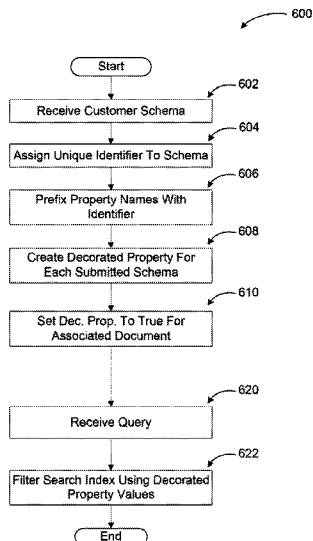 600
Start
602
Receive Customer Schema
604
Assign Unique Identifier To Schema
606
Prefix Property Names With
Identifier
608
Create Decorated Property For
Each Submitted Schema
610
Set Dec. Prop. To True For
Associated Document
620
Receive Query
622
Filter Search Index Using Decorated
Property Values
End